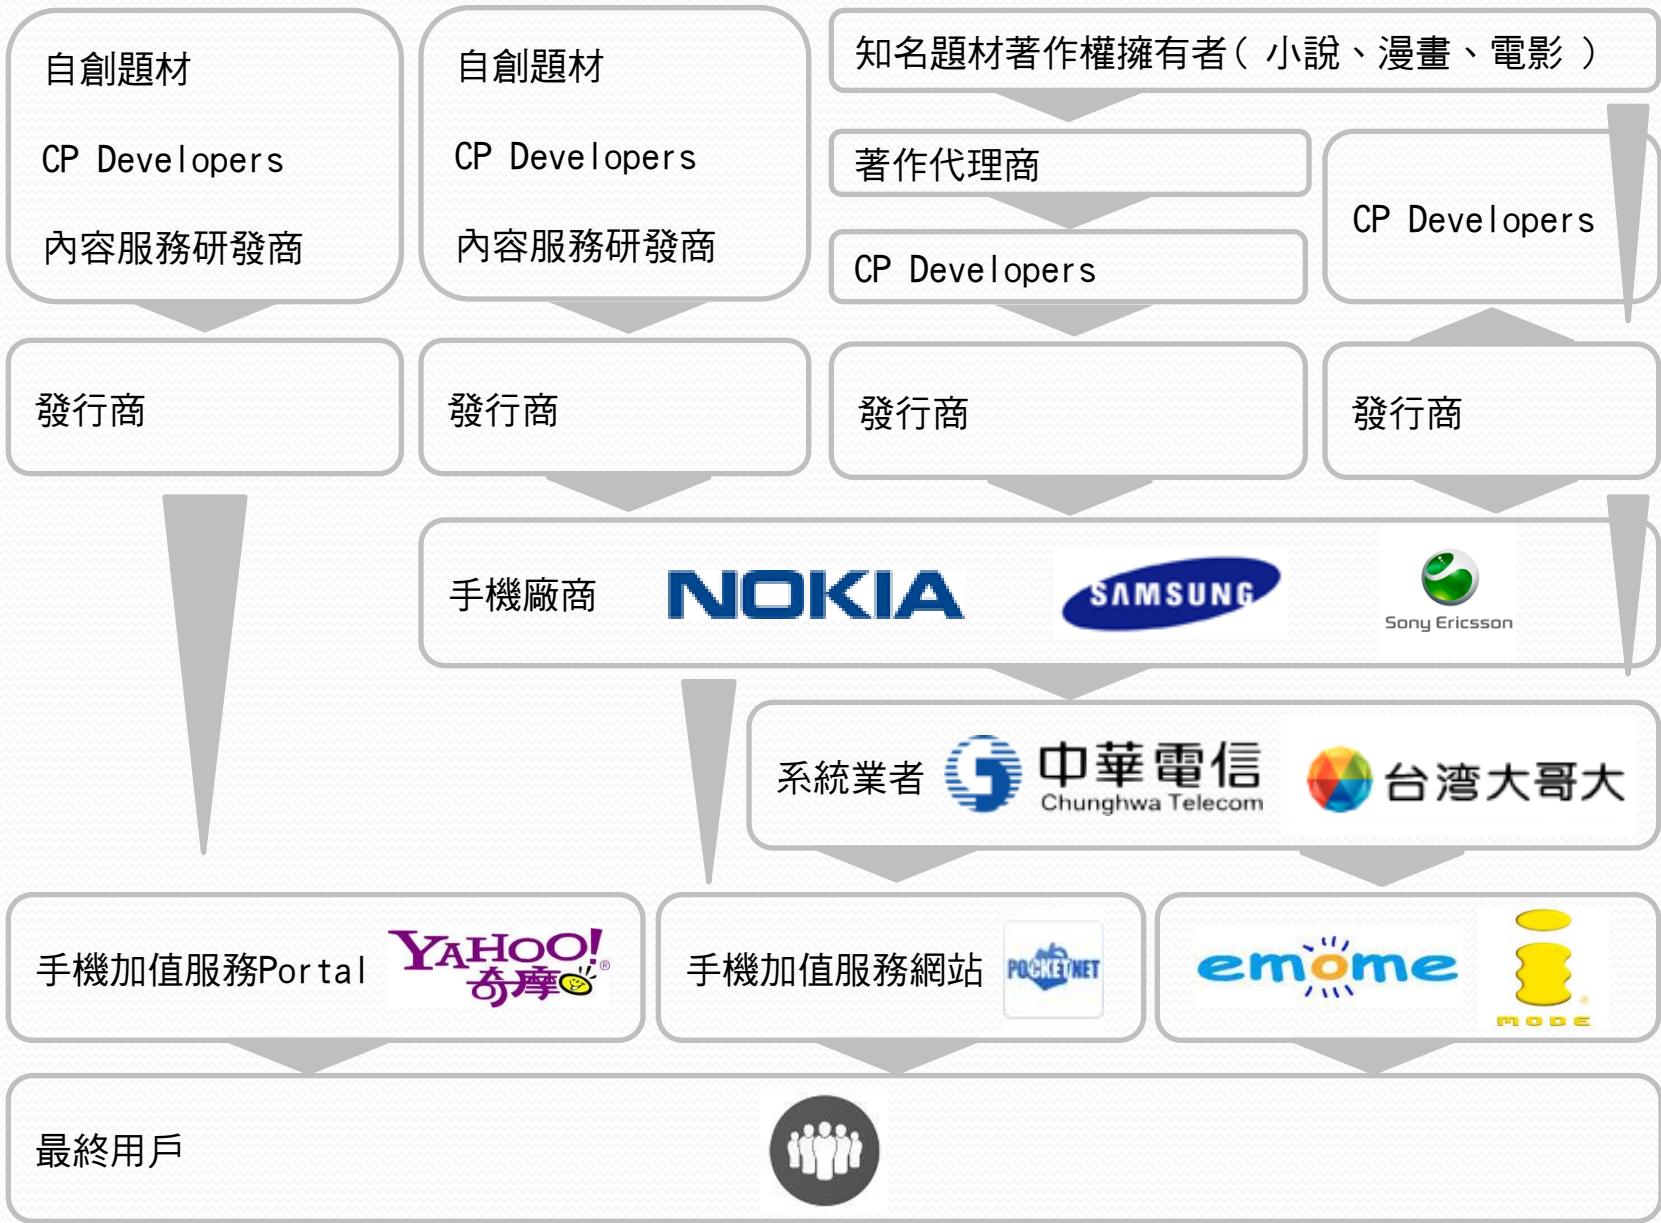 自創題材
CP Developers
內容服務研發商
自創題材
CP Developers
內容服務研發商
知名題材著作權擁有者( 小說、漫畫、電影 )
著作代理商
CP Developers
CP Developers
發行商
發行商
發行商
發行商
手機廠商
NOKIA
SAMSUNG
Sony Ericsson
系統業者
中華電信
Chunghwa Telecom
台湾大哥大
手機加值服務Portal
YAHOO!
奇摩
手機加值服務網站
POCKETNET
emome
MODE
最終用戶